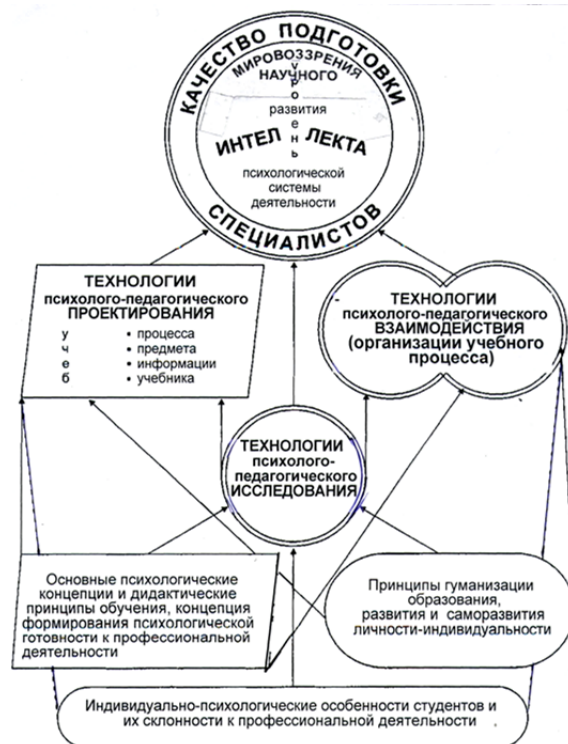 КАЧЕСТВО ПОДГОТОВКИ
МИРОВОЗЗРЕНИЯ
НАУЧНОГО
уровень
развития
ИНТЕЛ ЛЕКТА
психологической
системы
деятельности
СПЕЦИАЛИСТОВ
ТЕХНОЛОГИИ
психолого-педагогического
ПРОЕКТИРОВАНИЯ
у • процесса
ч • предмета
е • информации
б • учебника
ТЕХНОЛОГИИ
психолого-педагогического
ВЗАИМОДЕЙСТВИЯ
(организации учебного
процесса)
ТЕХНОЛОГИИ
психолого-
педагогического
ИССЛЕДОВАНИЯ
Основные психологические
концепции и дидактические
принципы обучения, концепция
формирования психологической
готовности к профессиональной
деятельности
Принципы гуманизации
образования,
развития и саморазвития
личности-индивидуальности
Индивидуально-психологические особенности студентов и
их склонности к профессиональной деятельности